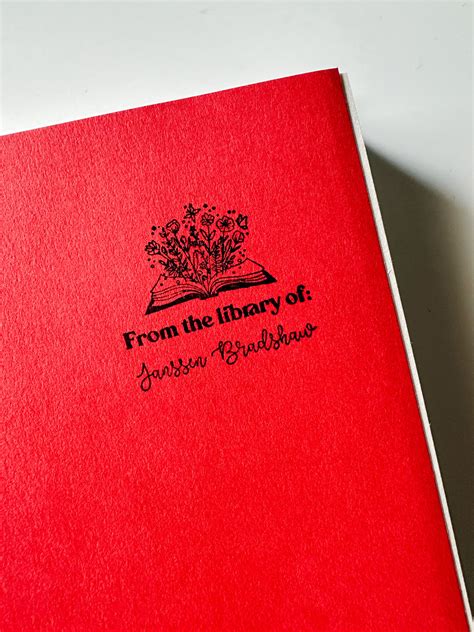 From the library of:
Janssen Bradshaw